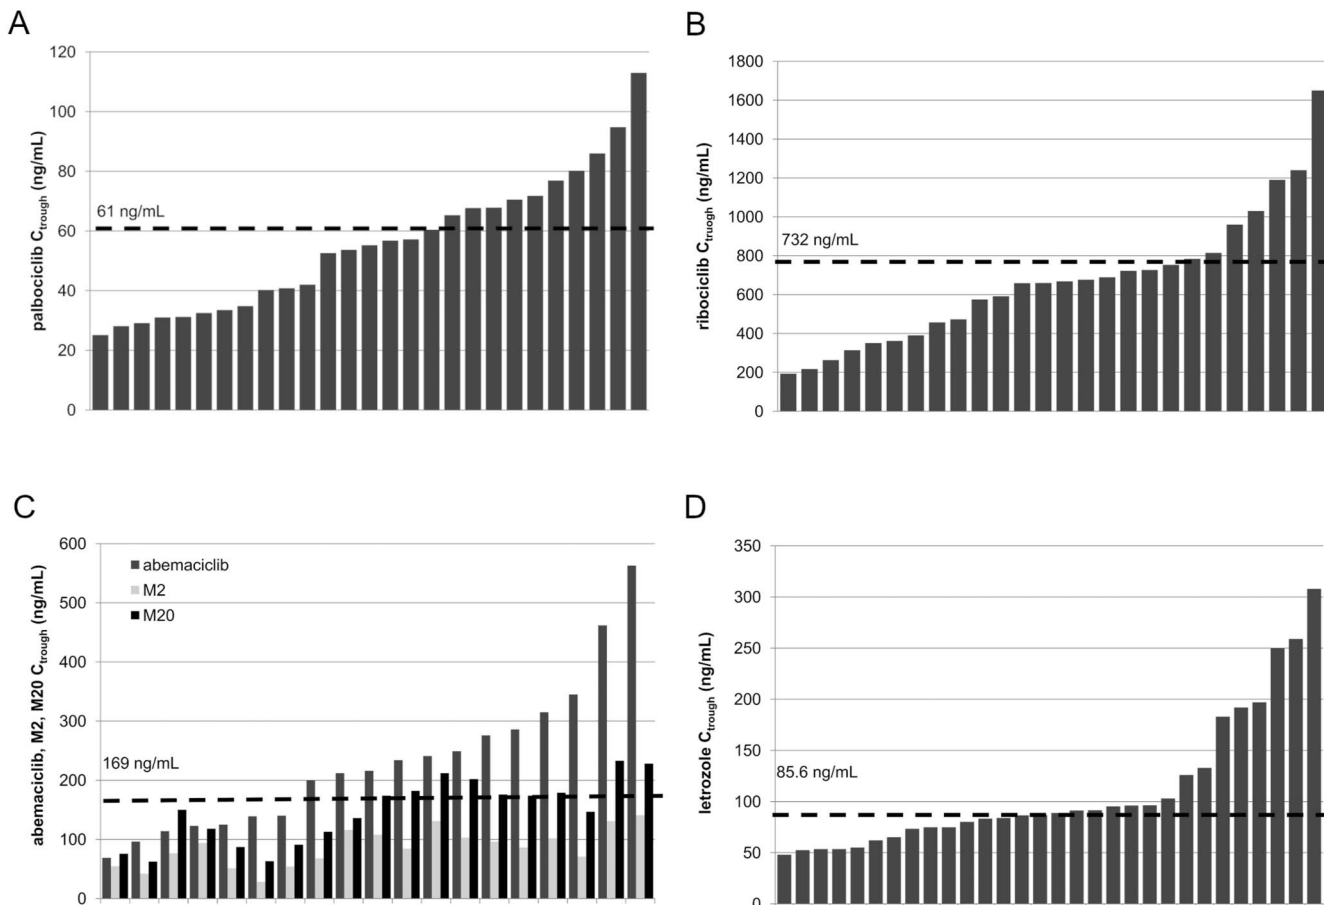 A
palbociclib Ctrough (ng/mL)
120
100
80
61 ng/mL
60
40
20
0
B
ribociclib Ctruogh (ng/mL)
1800
1600
1400
1200
1000
732 ng/mL
800
600
400
200
0
C
abemaciclib, M2, M20 Ctrough (ng/mL)
600
abemaciclib
M2
M20
500
400
300
169 ng/mL
200
100
0
D
letrozole Ctrough (ng/mL)
350
300
250
200
150
85.6 ng/mL
100
50
0